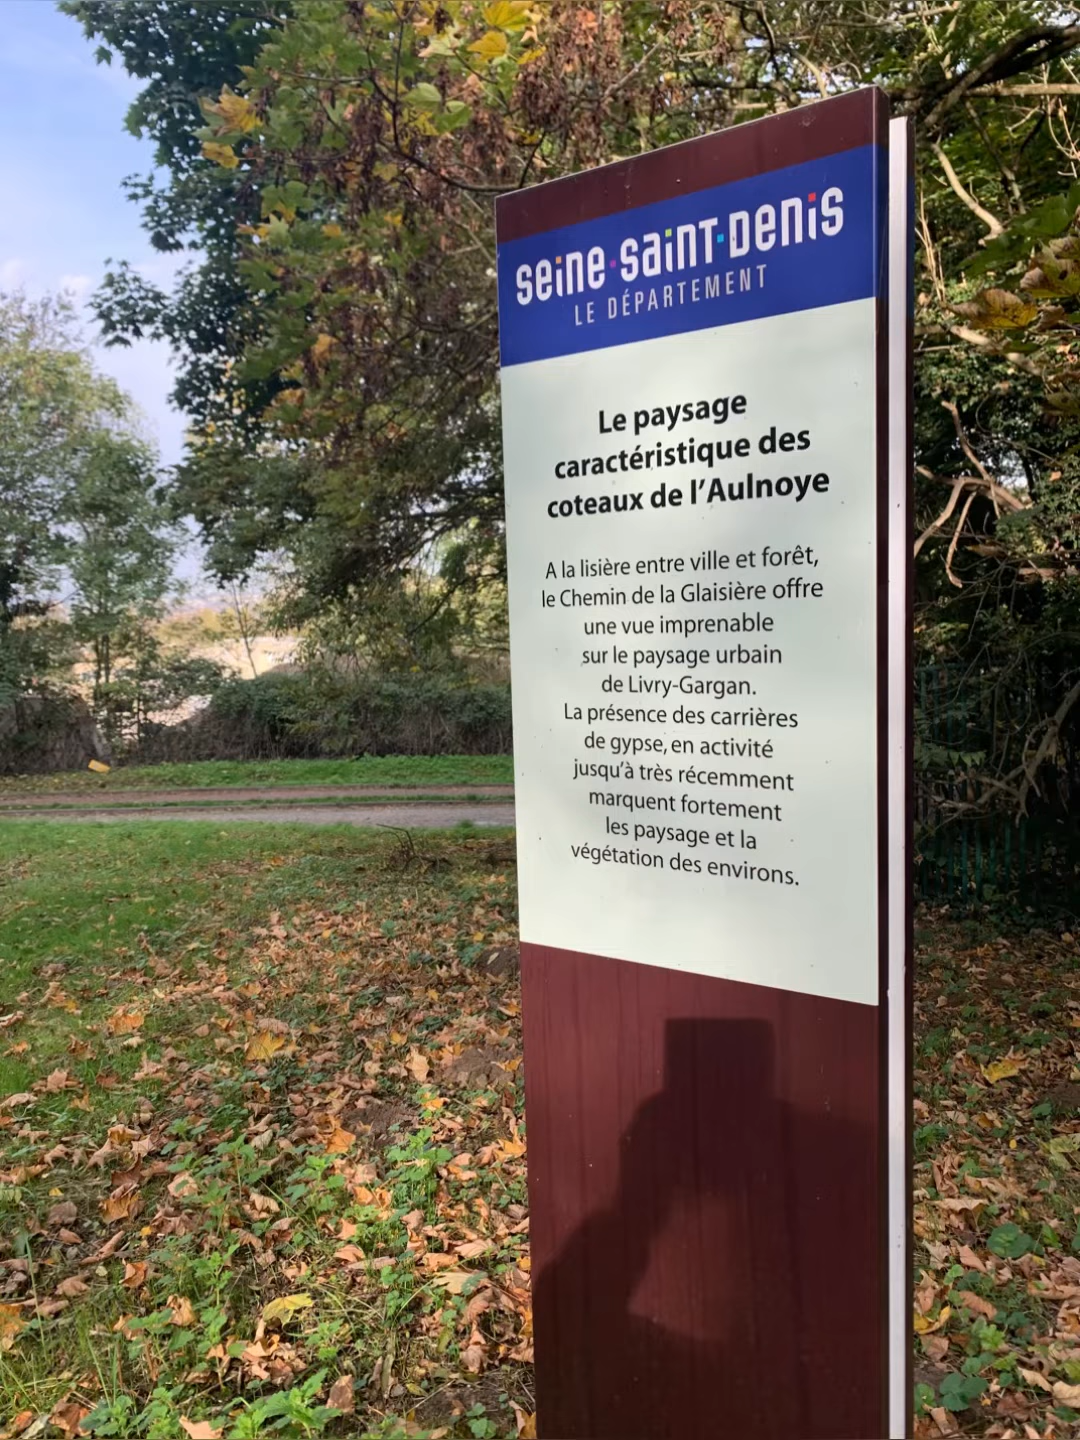 seine·saint·Denis
LE DÉPARTEMENT
Le paysage
caractéristique des
coteaux de l'Aulnoye
A la lisière entre ville et forêt,
le Chemin de la Glaisière offre
une vue imprenable
sur le paysage urbain
de Livry-Gargan.
La présence des carrières
de gypse, en activité
jusqu'à très récemment
marquent fortement
les paysage et la
végétation des environs.